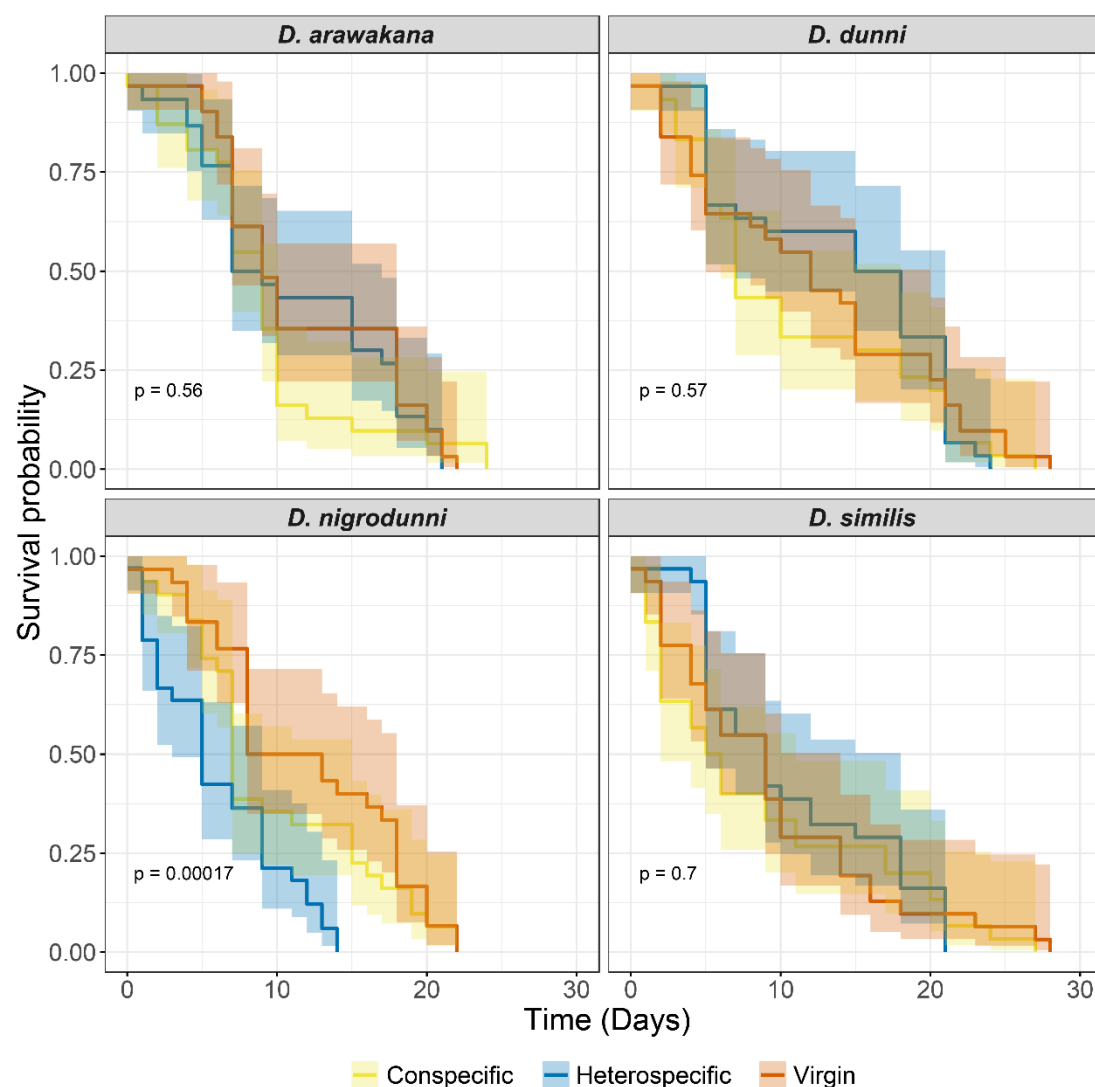 D. arawakana
D. dunni
1.00
0.75
0.50
0.25
0.00
p = 0.56
p = 0.57
D. nigrodunni
D. similis
1.00
0.75
0.50
0.25
0.00
p = 0.00017
p = 0.7
Survival probability
0 10 20 30 0 10 20 30
Time (Days)
Conspecific Heterospecific Virgin